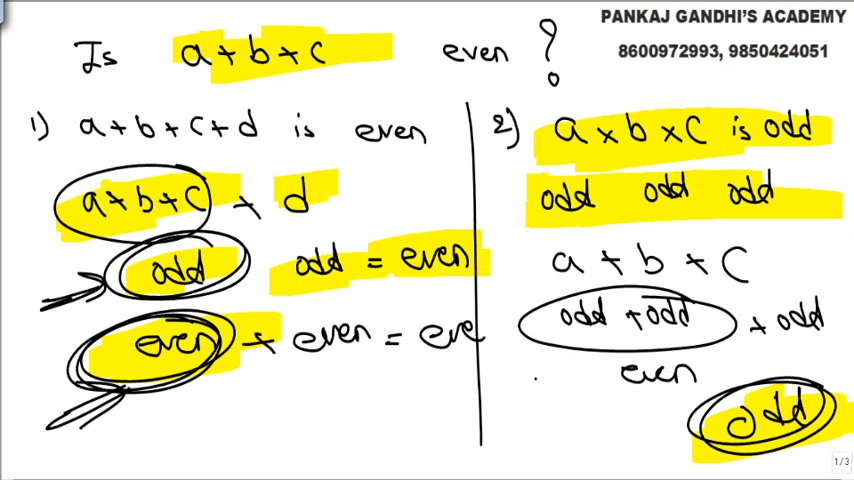 PANKAJ GANDHI'S ACADEMY
8600972993, 9850424051
Is a+b+c even ?
1) a+b+c+d is even
a+b+c + d
odd odd = even
even + even = eve
2) a×b×c is odd
odd odd odd
a + b + c
odd + odd + odd
even
odd
1/3